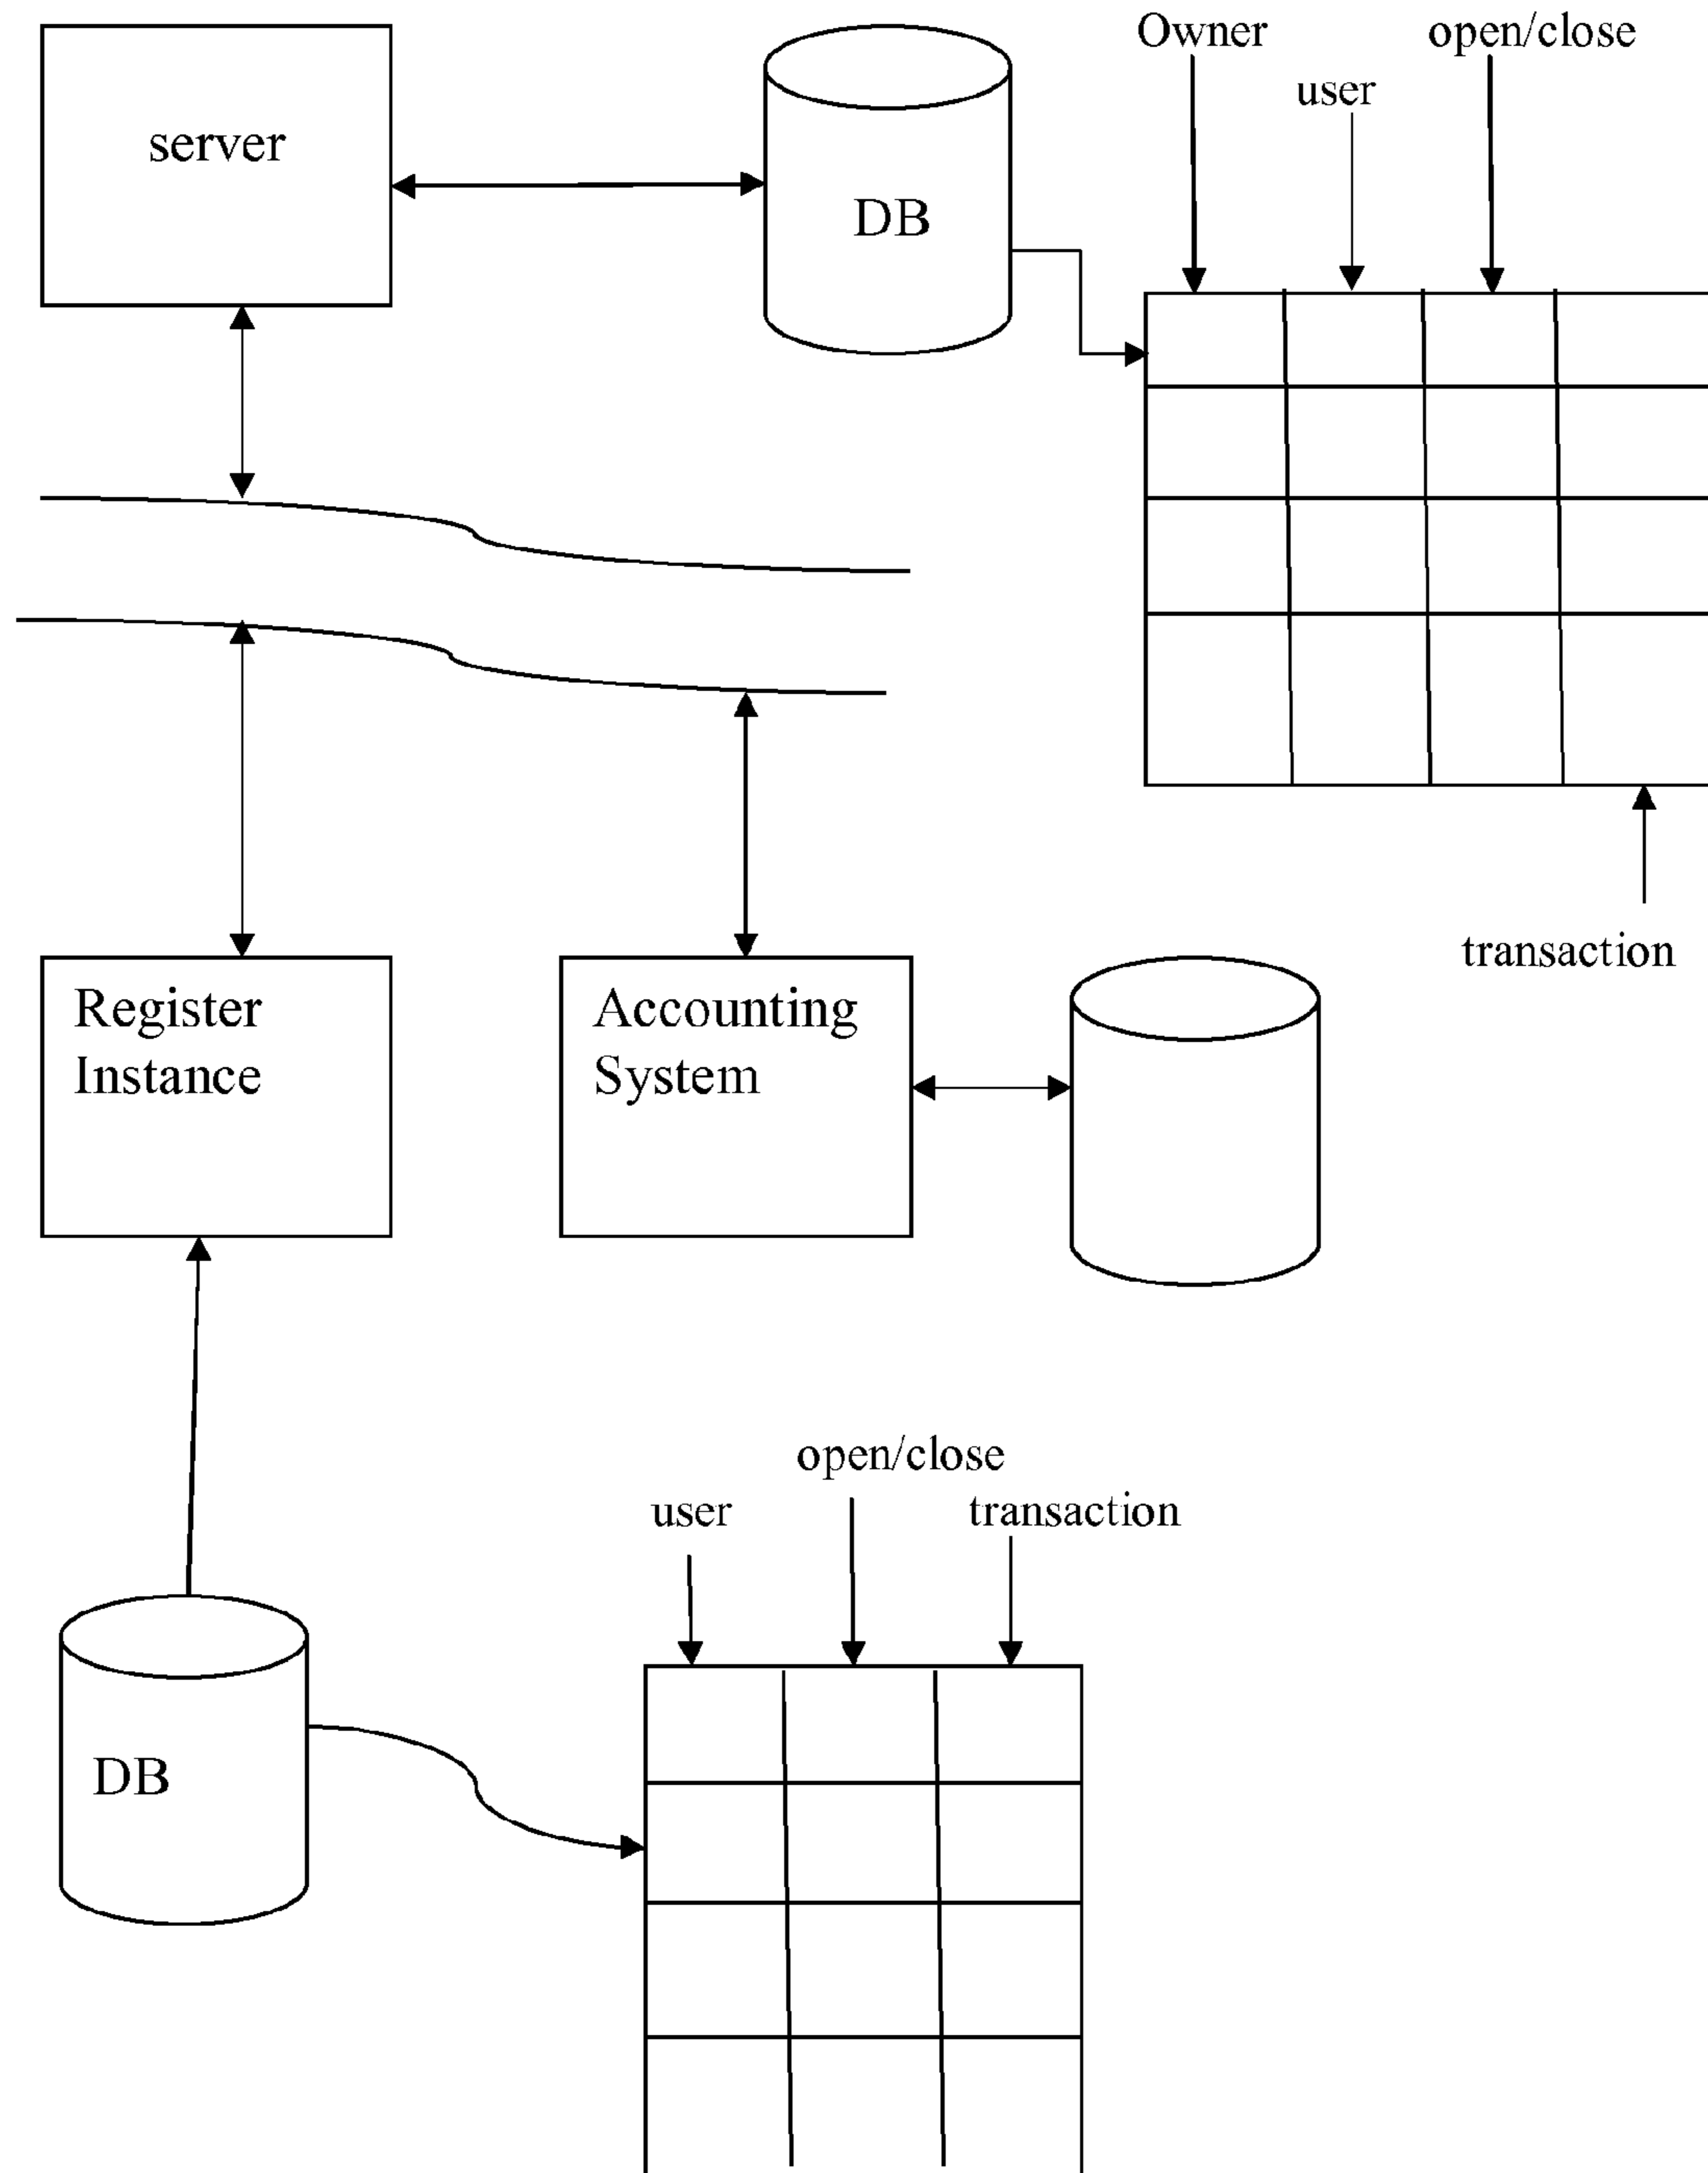 Owner
open/close
user
server
DB
transaction
Register
Instance
Accounting
System
open/close
user
transaction
DB